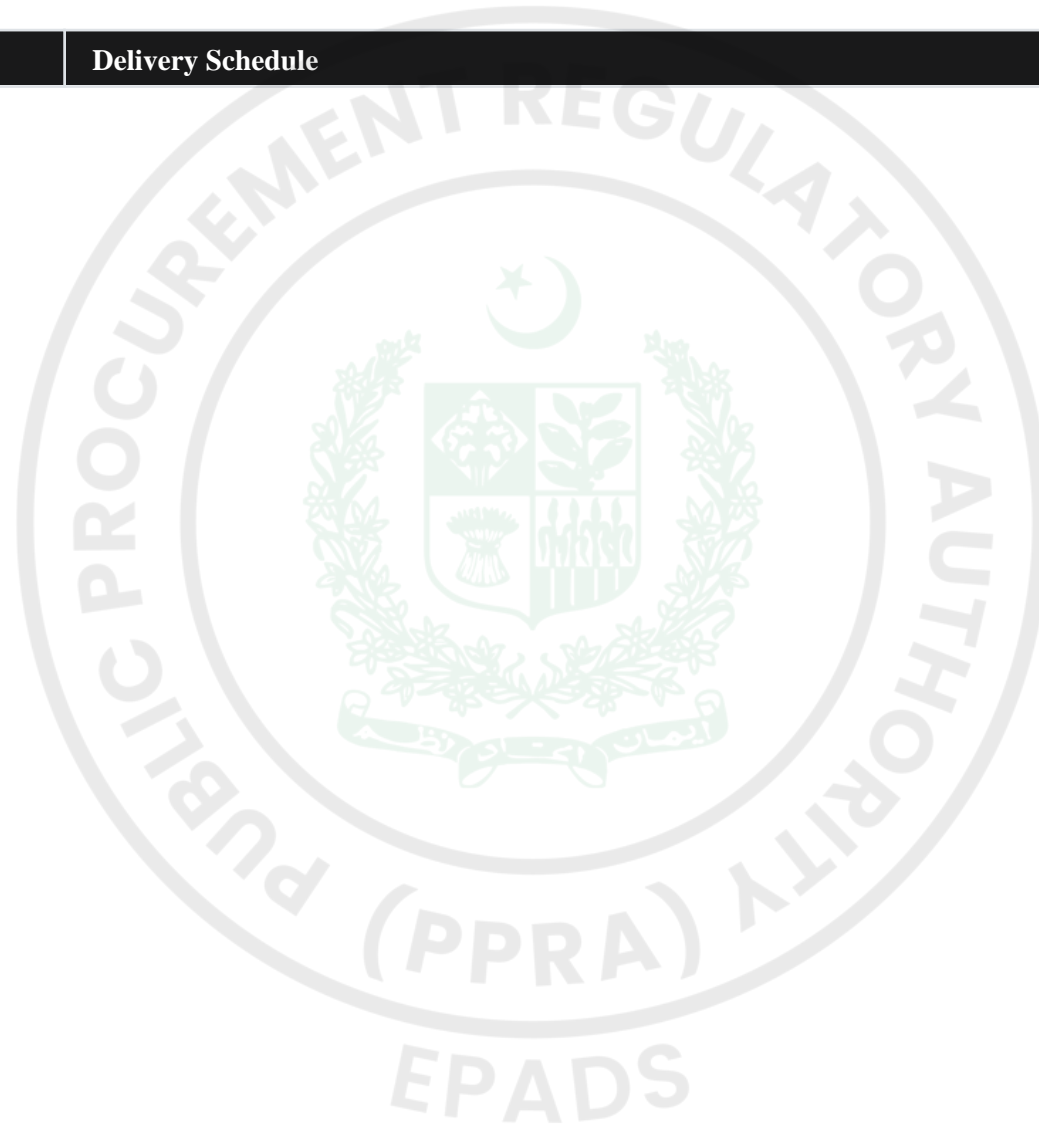 Delivery Schedule
PUBLIC PROCUREMENT REGULATORY AUTHORITY
(PPRA)
EPADS